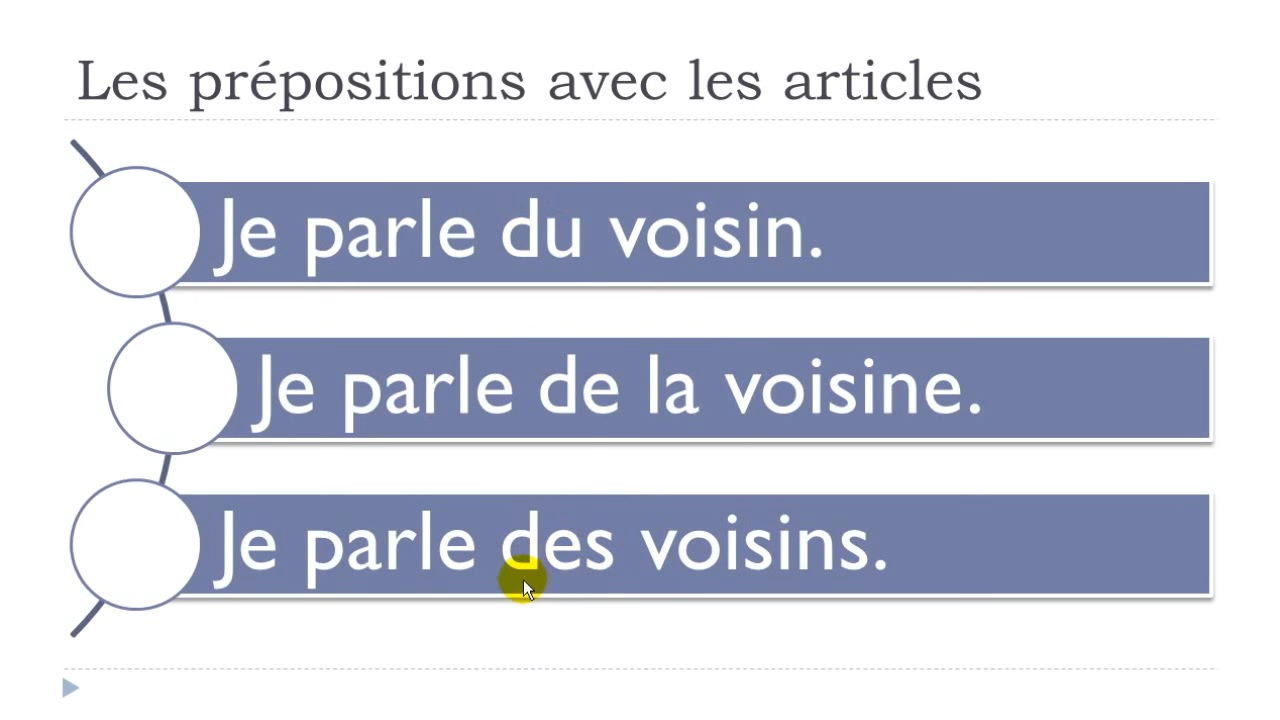 Les prépositions avec les articles
Je parle du voisin.
Je parle de la voisine.
Je parle des voisins.